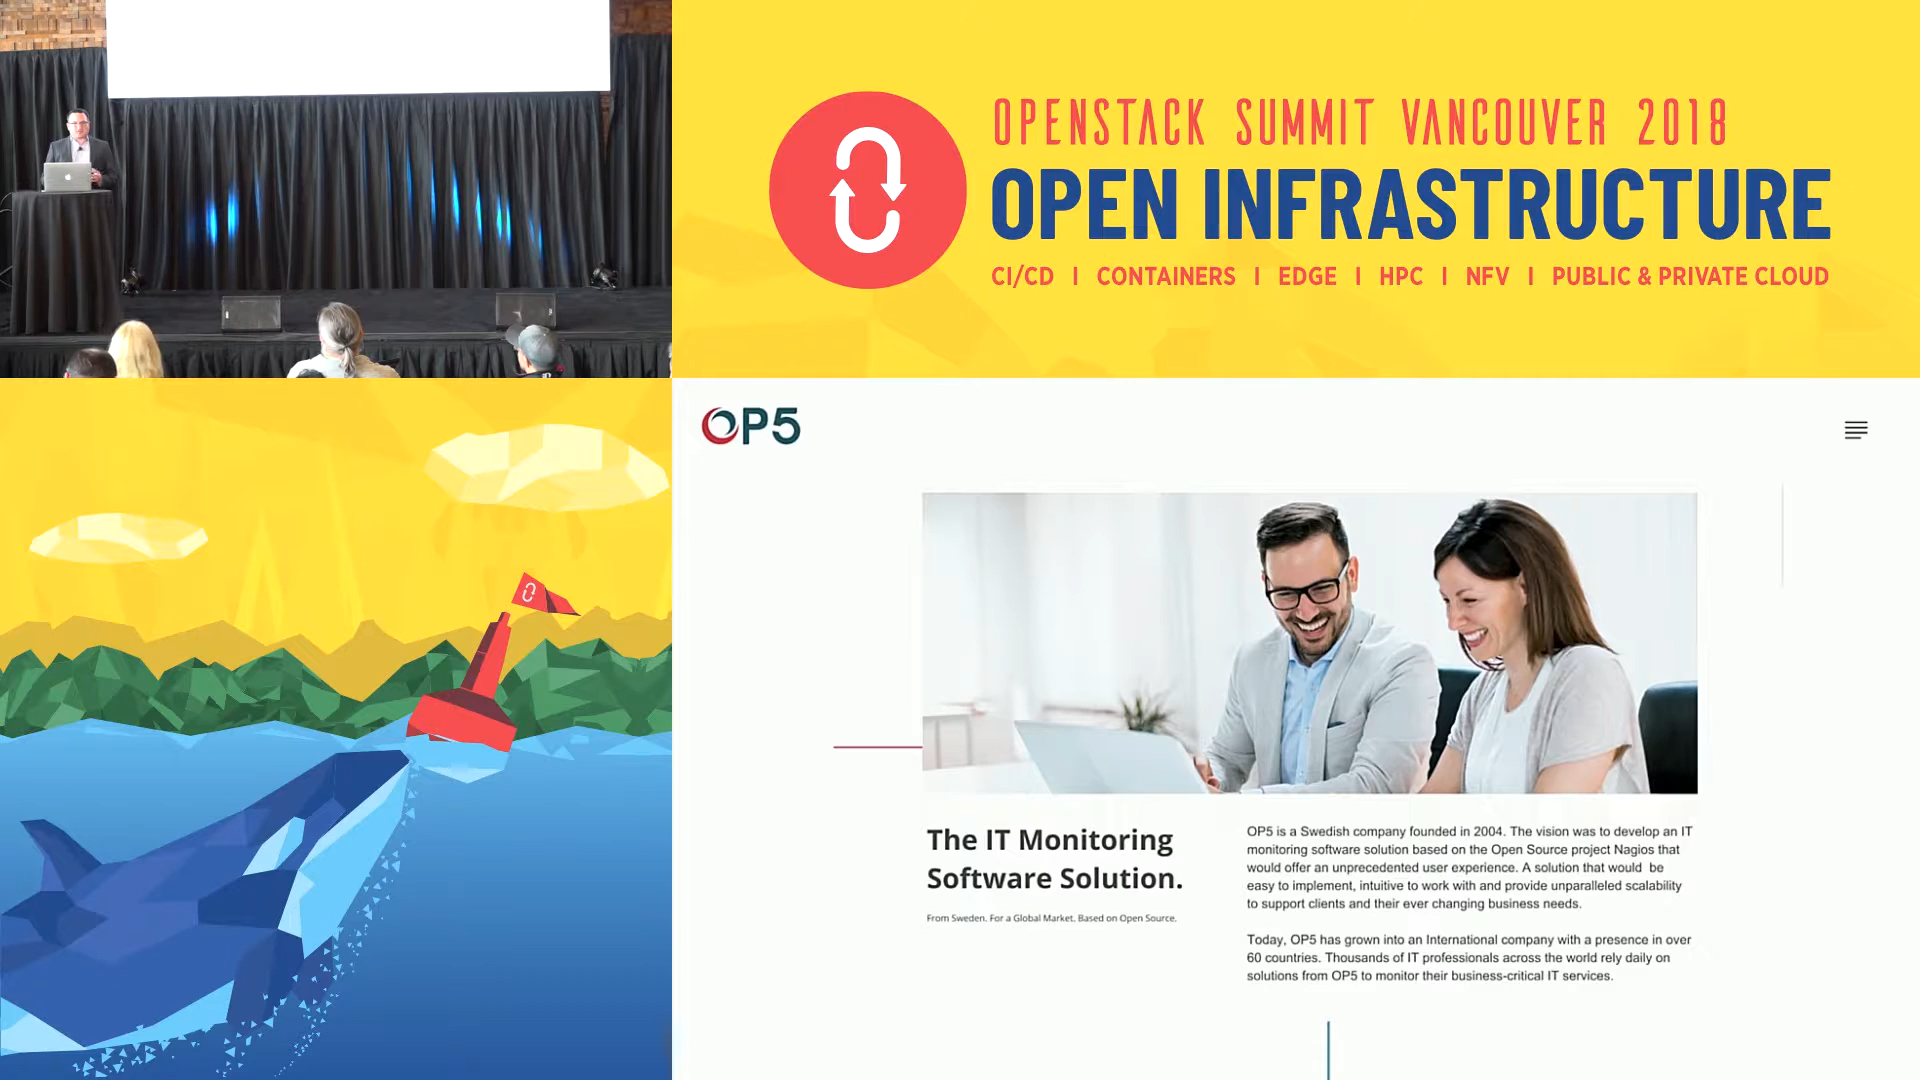 OPENSTACK SUMMIT VANCOUVER 2018
OPEN INFRASTRUCTURE
CI/CD I CONTAINERS I EDGE I HPC I NFV I PUBLIC & PRIVATE CLOUD
OP5
The IT Monitoring
Software Solution.
From Sweden. For a Global Market. Based on Open Source.
OP5 is a Swedish company founded in 2004. The vision was to develop an IT
monitoring software solution based on the Open Source project Nagios that
would offer an unprecedented user experience. A solution that would be
easy to implement, intuitive to work with and provide unparalleled scalability
to support clients and their ever changing business needs.
Today, OP5 has grown into an International company with a presence in over
60 countries. Thousands of IT professionals across the world rely daily on
solutions from OP5 to monitor their business-critical IT services.